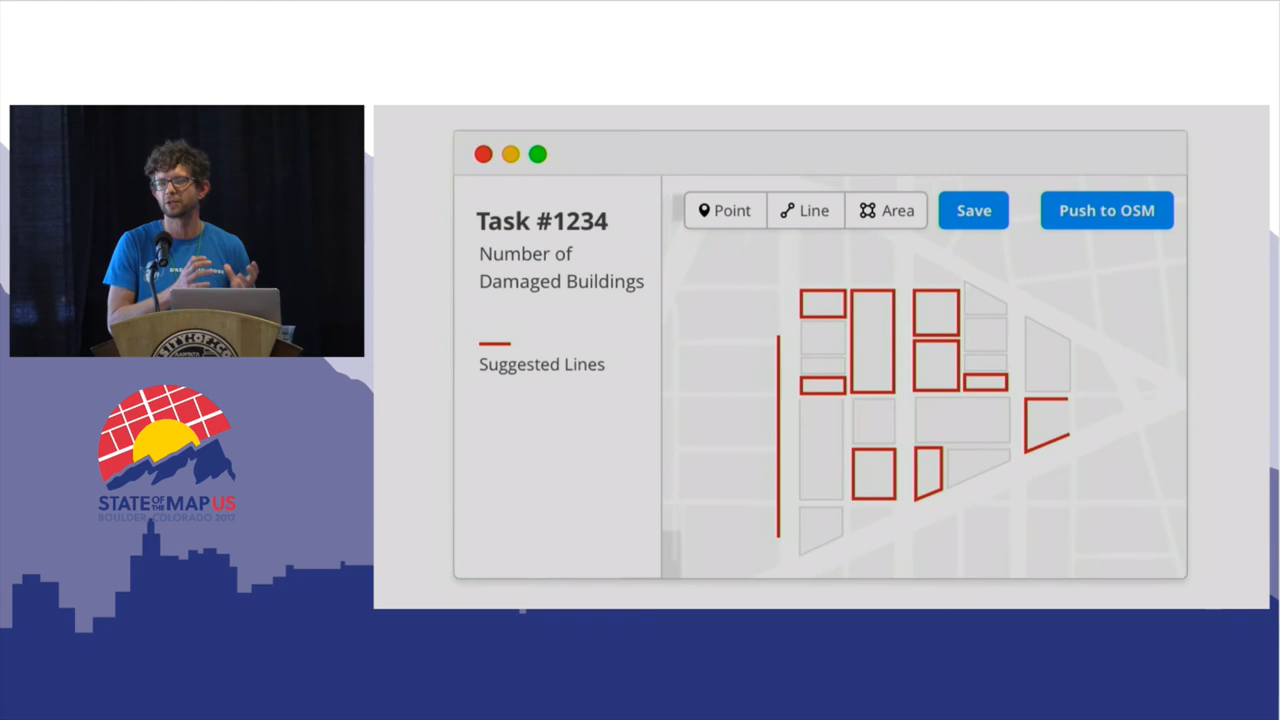 Task #1234
Number of
Damaged Buildings
Suggested Lines
Point
Line
Area
Save
Push to OSM
STATE OF THE MAP US
BOULDER, COLORADO 2017